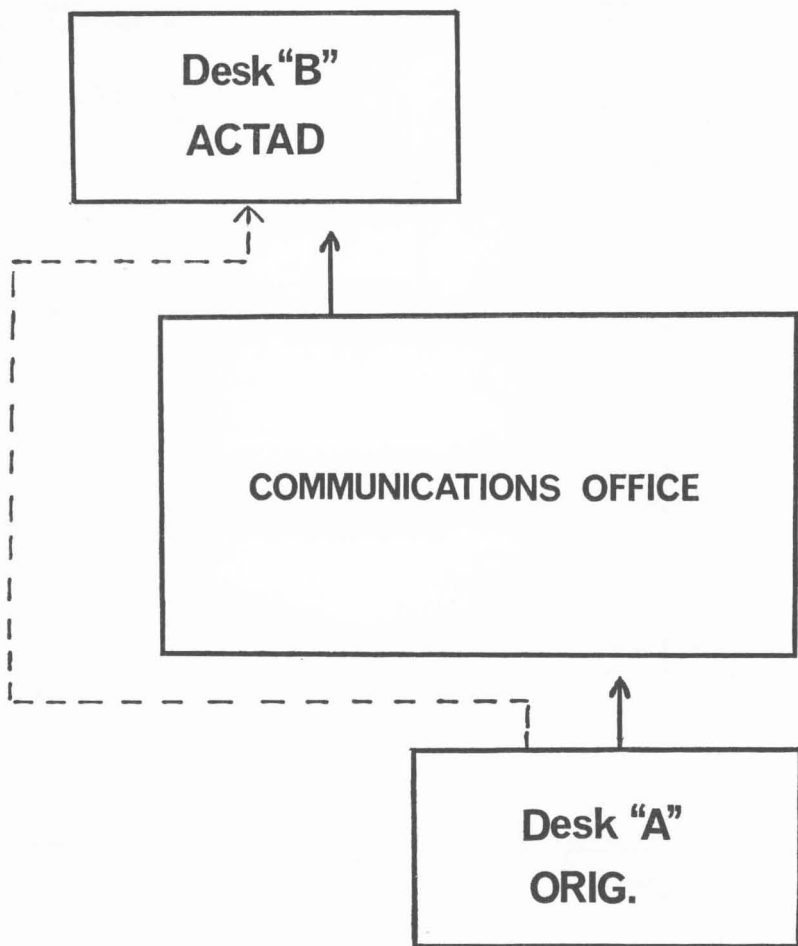 Desk “B”
ACTAD
COMMUNICATIONS OFFICE
Desk “A”
ORIG.